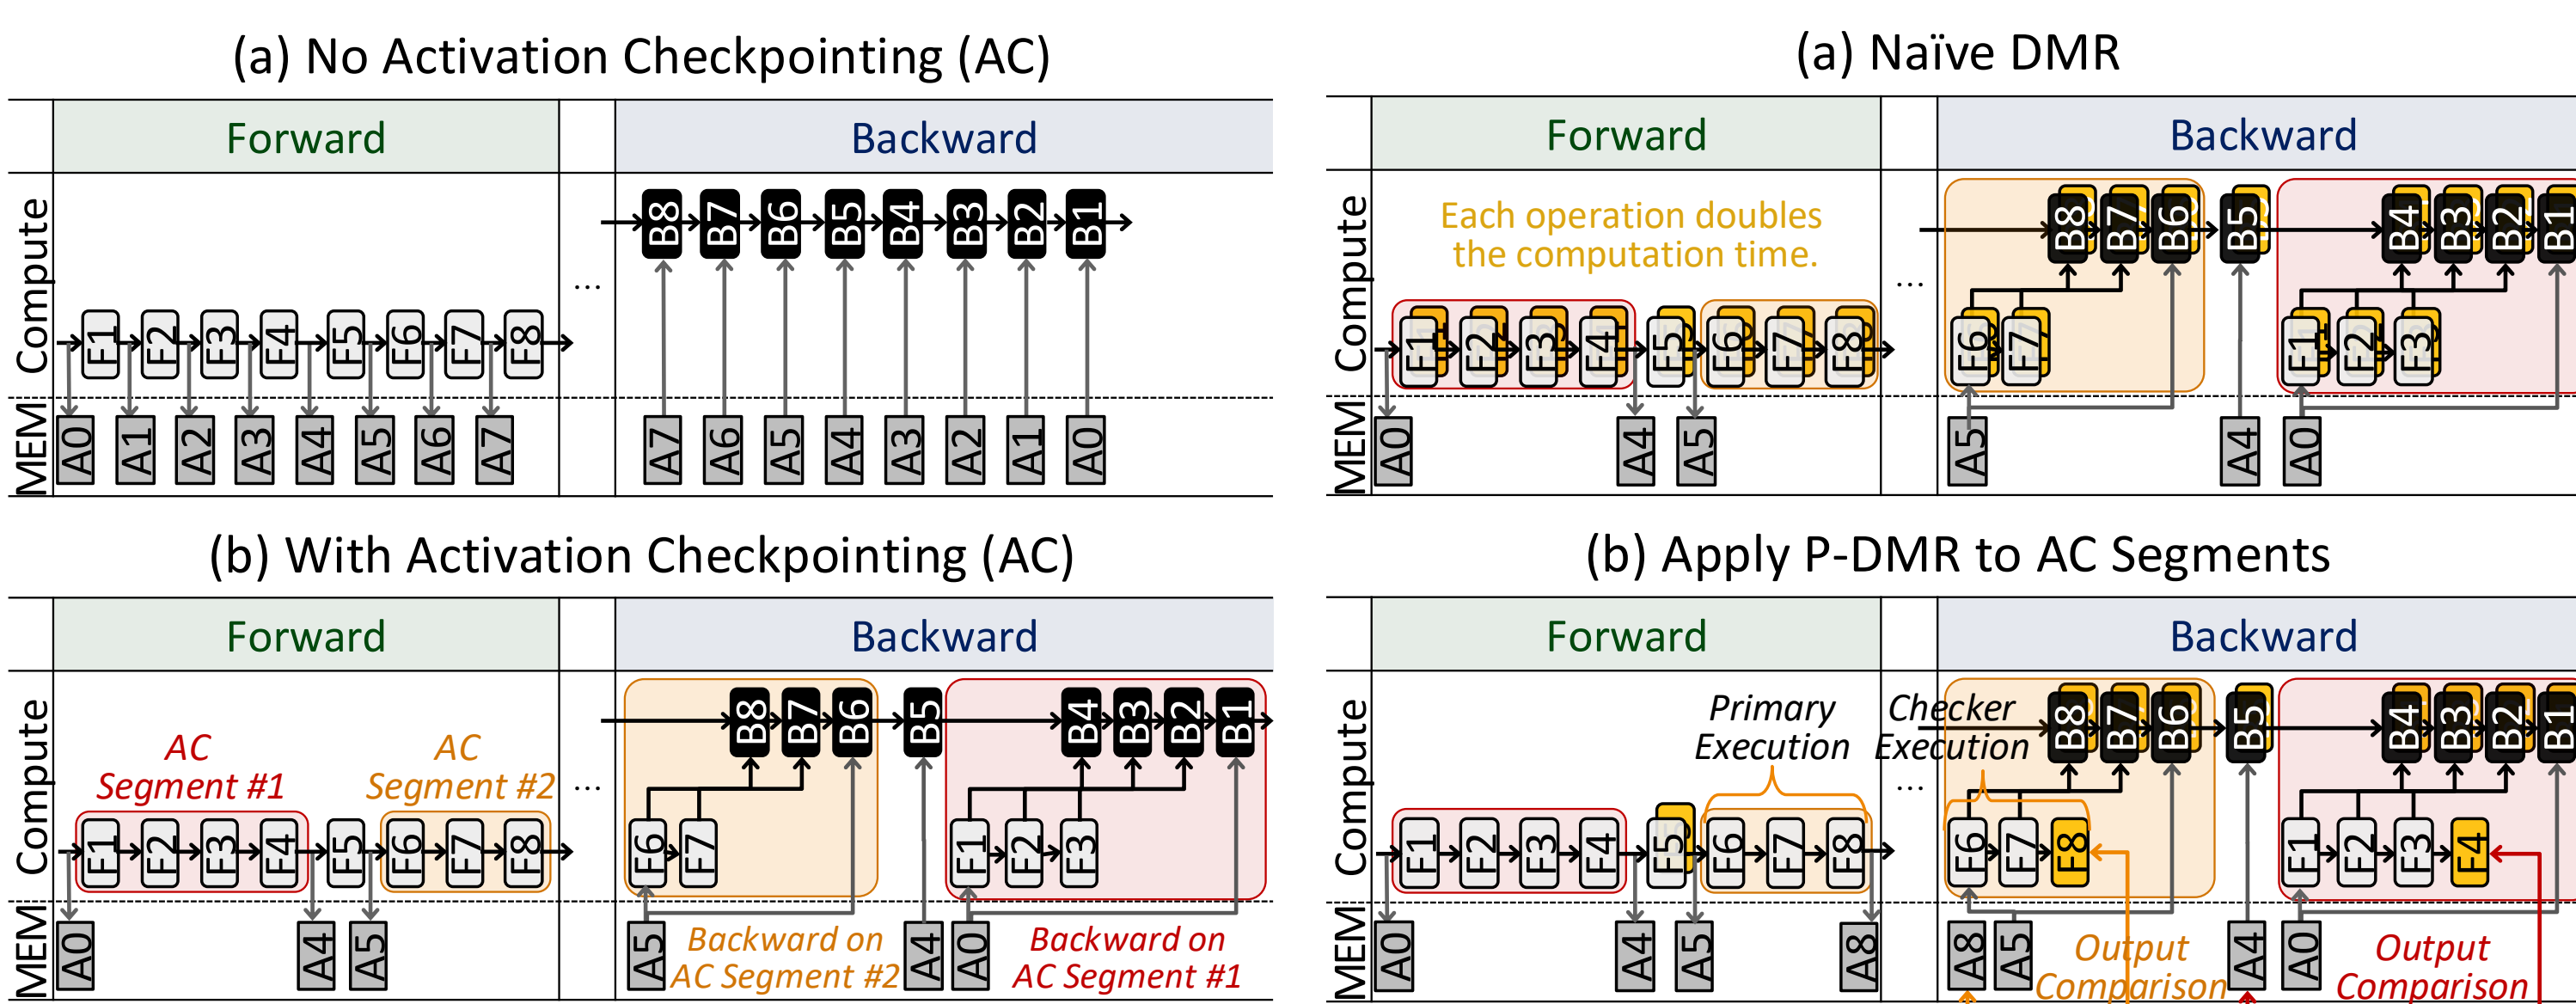 (a) No Activation Checkpointing (AC)
Forward
Backward
Compute
B8 B7 B6 B5 B4 B3 B2 B1
...
F1 F2 F3 F4 F5 F6 F7 F8
MEM
A0 A1 A2 A3 A4 A5 A6 A7
A7 A6 A5 A4 A3 A2 A1 A0
(b) With Activation Checkpointing (AC)
Forward
Backward
Compute
AC
Segment #1
AC
Segment #2
...
B8 B7 B6 B5 B4 B3 B2 B1
F1 F2 F3 F4 F5 F6 F7 F8
F6 F7
F1 F2 F3
MEM
A0 A4 A5
A5
Backward on
AC Segment #2
A4 A0
Backward on
AC Segment #1
(a) Naïve DMR
Forward
Backward
Compute
Each operation doubles
the computation time.
...
B8 B7 B6 B5 B4 B3 B2 B1
F1 F2 F3 F4 F5 F6 F7 F8
F6 F7
F1 F2 F3
MEM
A0 A4 A5
A5 A4 A0
(b) Apply P-DMR to AC Segments
Forward
Backward
Compute
Primary
Execution
Checker
Execution
...
B8 B7 B6 B5 B4 B3 B2 B1
F1 F2 F3 F4 F5 F6 F7 F8
F6 F7 F8
F1 F2 F3 F4
MEM
A0 A4 A5 A8
A8 A5
Output
Comparison
A4 A0
Output
Comparison